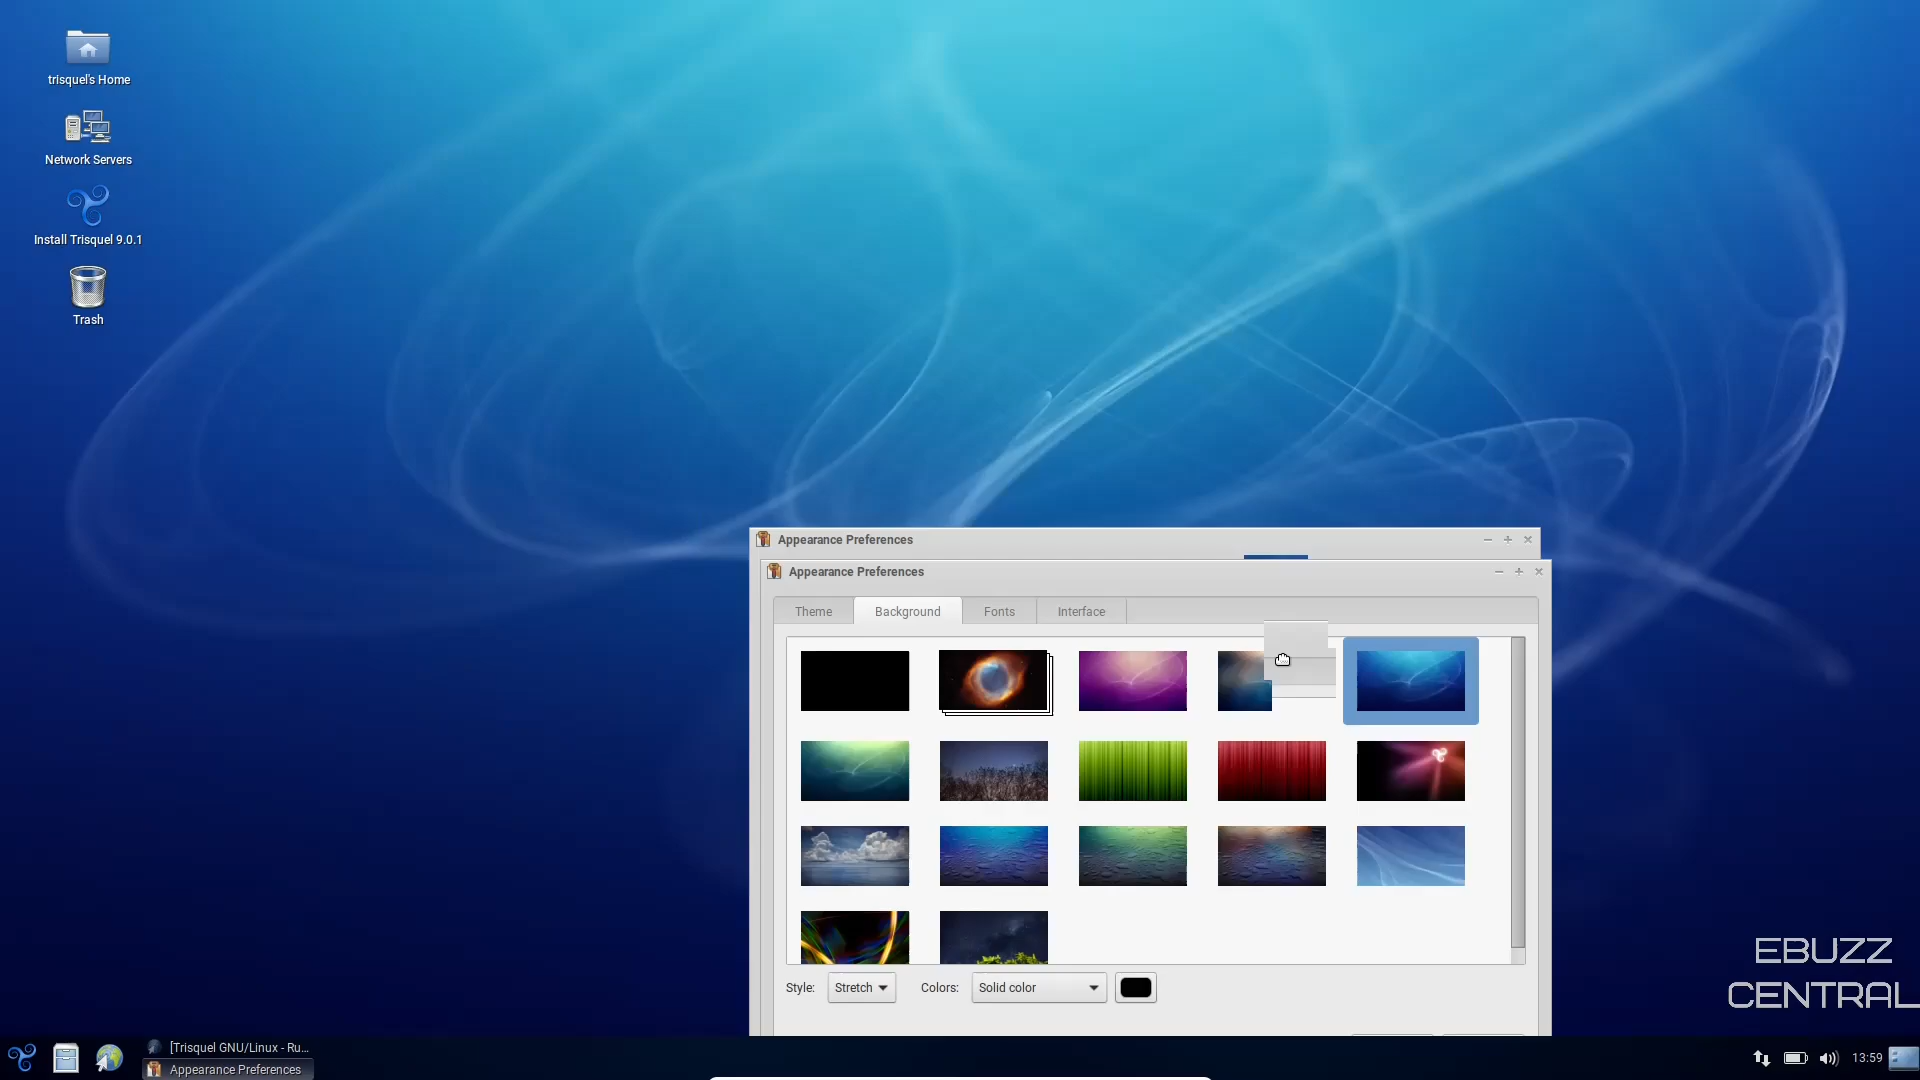 trisquel's Home
Network Servers
Install Trisquel 9.0.1
Trash
Appearance Preferences
Appearance Preferences
Theme
Background
Fonts
Interface
Style:
Stretch
Colors:
Solid color
EBUZZ
CENTRAL
[Trisquel GNU/Linux - Ru...
Appearance Preferences
13:59